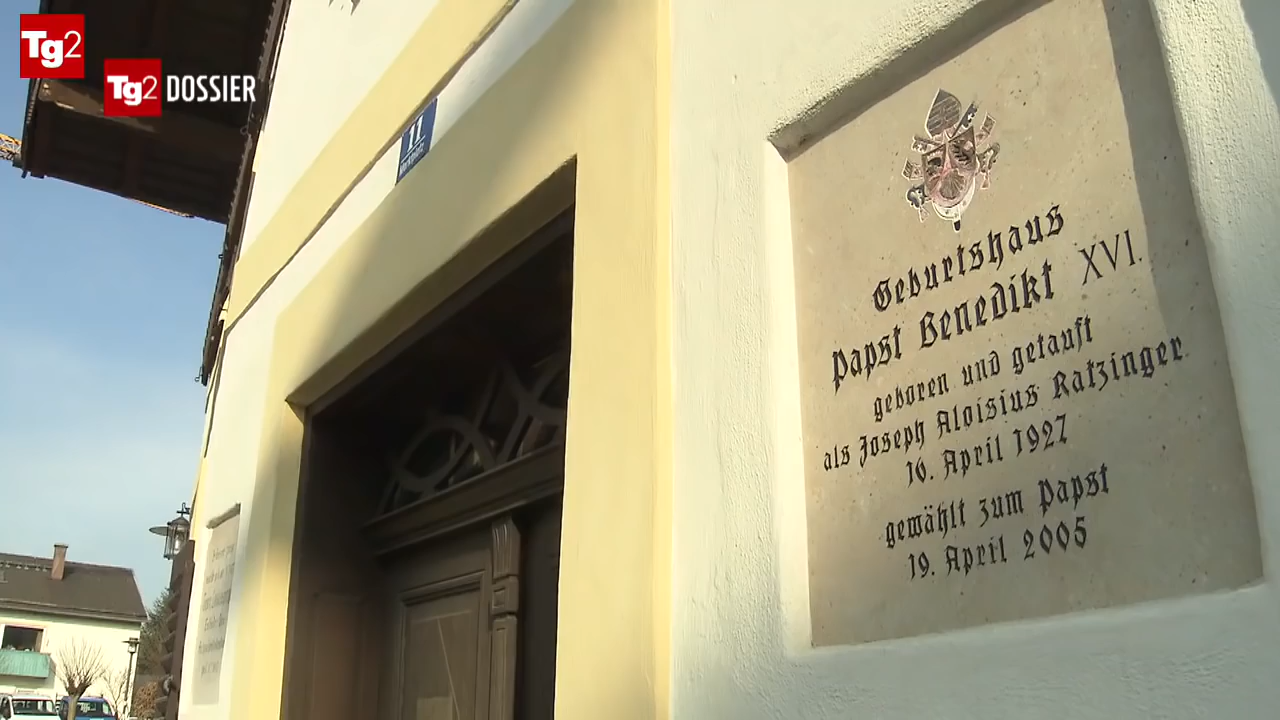 Tg2
Tg2 DOSSIER
11
Geburtshaus
Papst Benedikt XVI.
geboren und getauft
als Joseph Aloisius Ratzinger
16. April 1927
gewählt zum Papst
19. April 2005